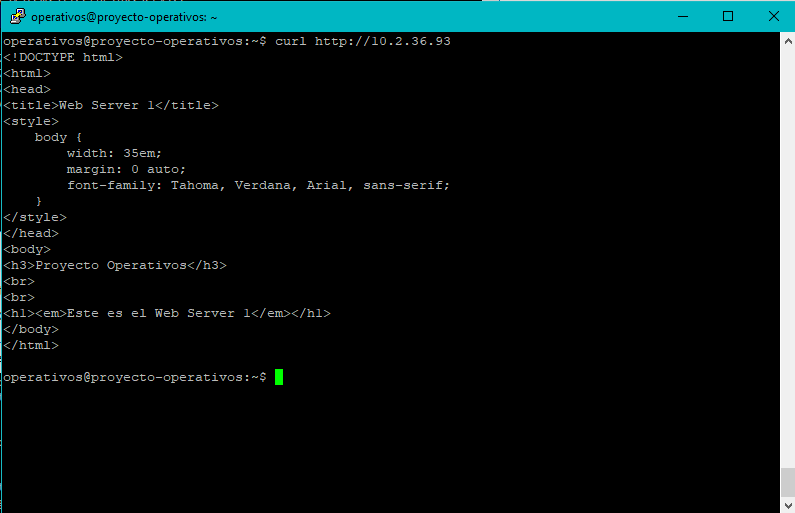 operativos@proyecto-operativos: ~
operativos@proyecto-operativos:~$ curl http://10.2.36.93
<!DOCTYPE html>
<html>
<head>
<title>Web Server 1</title>
<style>
    body {
        width: 35em;
        margin: 0 auto;
        font-family: Tahoma, Verdana, Arial, sans-serif;
    }
</style>
</head>
<body>
<h3>Proyecto Operativos</h3>
<br>
<br>
<h1><em>Este es el Web Server 1</em></h1>
</body>
</html>
operativos@proyecto-operativos:~$